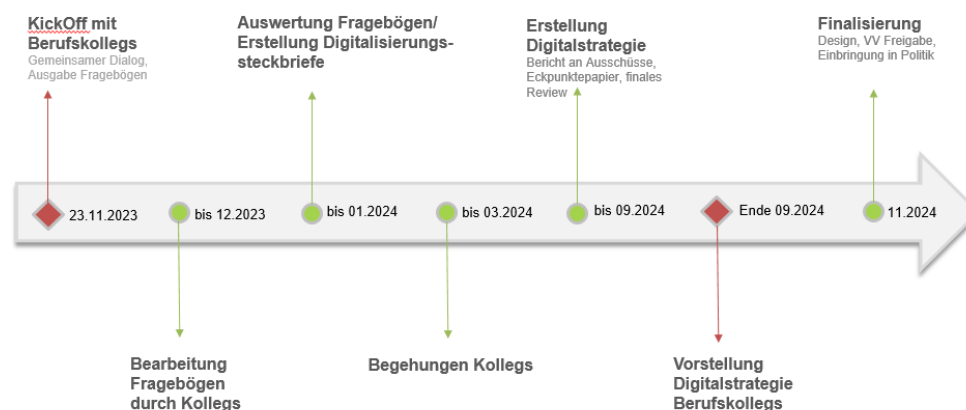 KickOff mit
Berufskollegs
Gemeinsamer Dialog,
Ausgabe Fragebögen
Auswertung Fragebögen/
Erstellung Digitalisierungs-
steckbriefe
Erstellung
Digitalstrategie
Bericht an Ausschüsse,
Eckpunktepapier, finales
Review
Finalisierung
Design, VV Freigabe,
Einbringung in Politik
23.11.2023
bis 12.2023
bis 01.2024
bis 03.2024
bis 09.2024
Ende 09.2024
11.2024
Bearbeitung
Fragebögen
durch Kollegs
Begehungen Kollegs
Vorstellung
Digitalstrategie
Berufskollegs